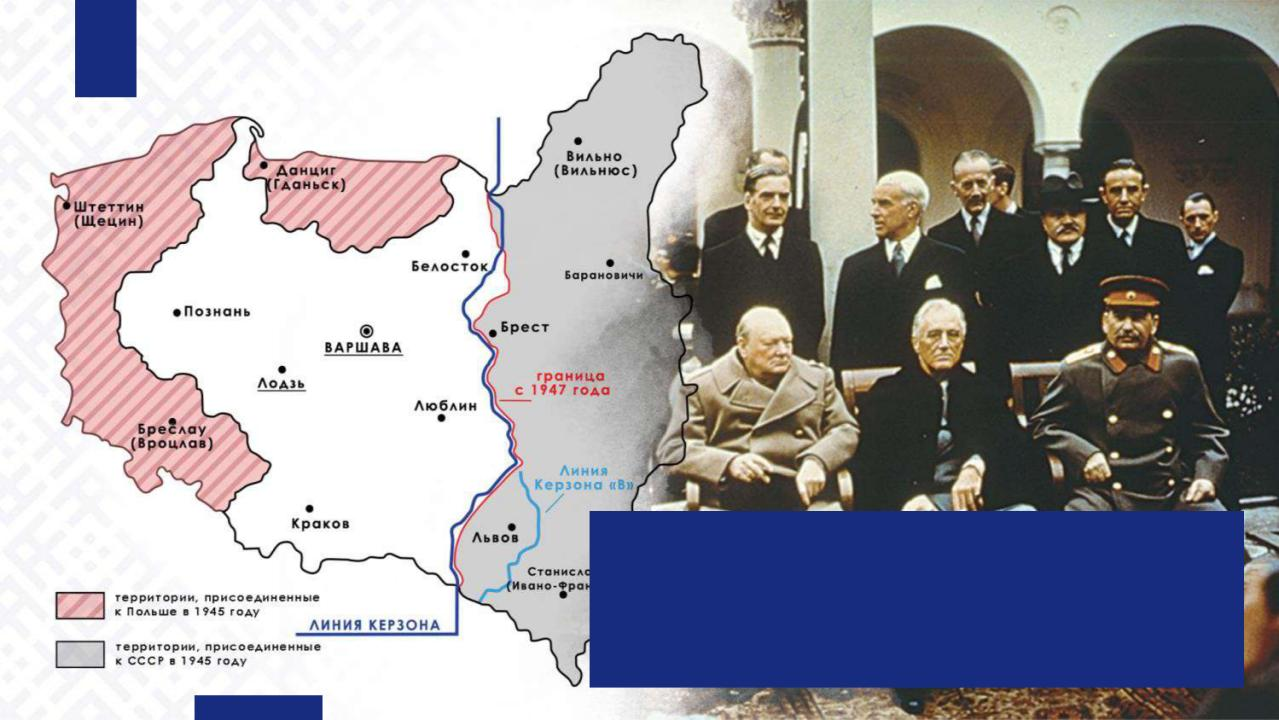 Вильно
(Вильнюс)
Данциг
(Гданьск)
Штеттин
(Щецин)
Белосток
Барановичи
Познань
Брест
ВАРШАВА
граница
с 1947 года
Лодзь
Люблин
Бреслау
(Вроцлав)
Линия
Керзона «В»
Краков
Львов
Станисла
(Ивано-Фран
территории, присоединенные
к Польше в 1945 году
ЛИНИЯ КЕРЗОНА
территории, присоединенные
к СССР в 1945 году